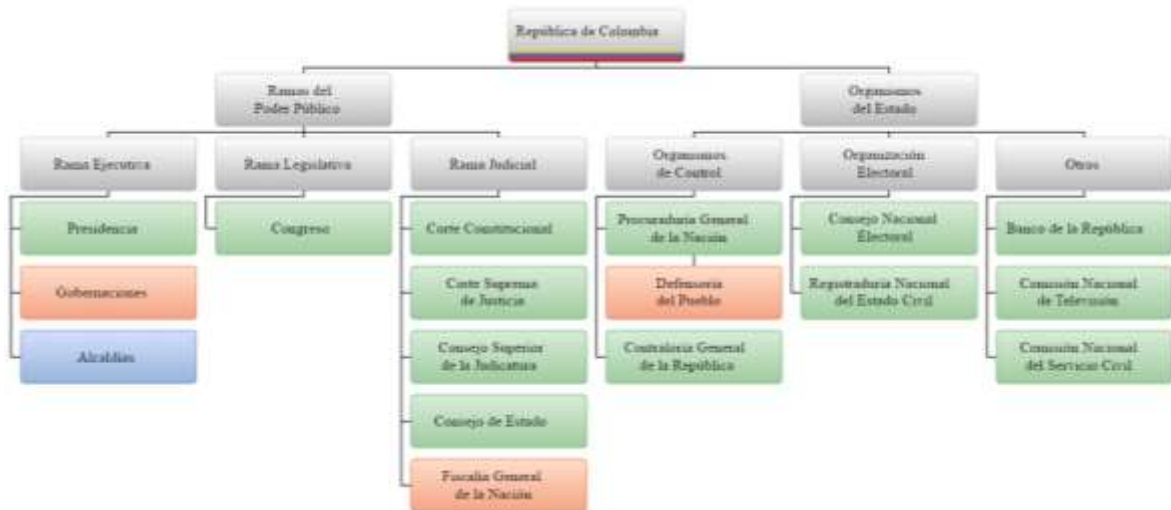 República de Colombia
Ramas del
Poder Público
Organismos
del Estado
Rama Ejecutiva
Rama Legislativa
Rama Judicial
Organismos
de Control
Organización
Electoral
Otros
Presidencia
Congreso
Corte Constitucional
Procuraduría General
de la Nación
Consejo Nacional
Electoral
Banco de la República
Gobernaciones
Corte Suprema
de Justicia
Defensoría
del Pueblo
Registraduría Nacional
del Estado Civil
Comisión Nacional
de Televisión
Alcaldías
Consejo Superior
de la Judicatura
Contraloría General
de la República
Comisión Nacional
del Servicio Civil
Consejo de Estado
Fiscalía General
de la Nación